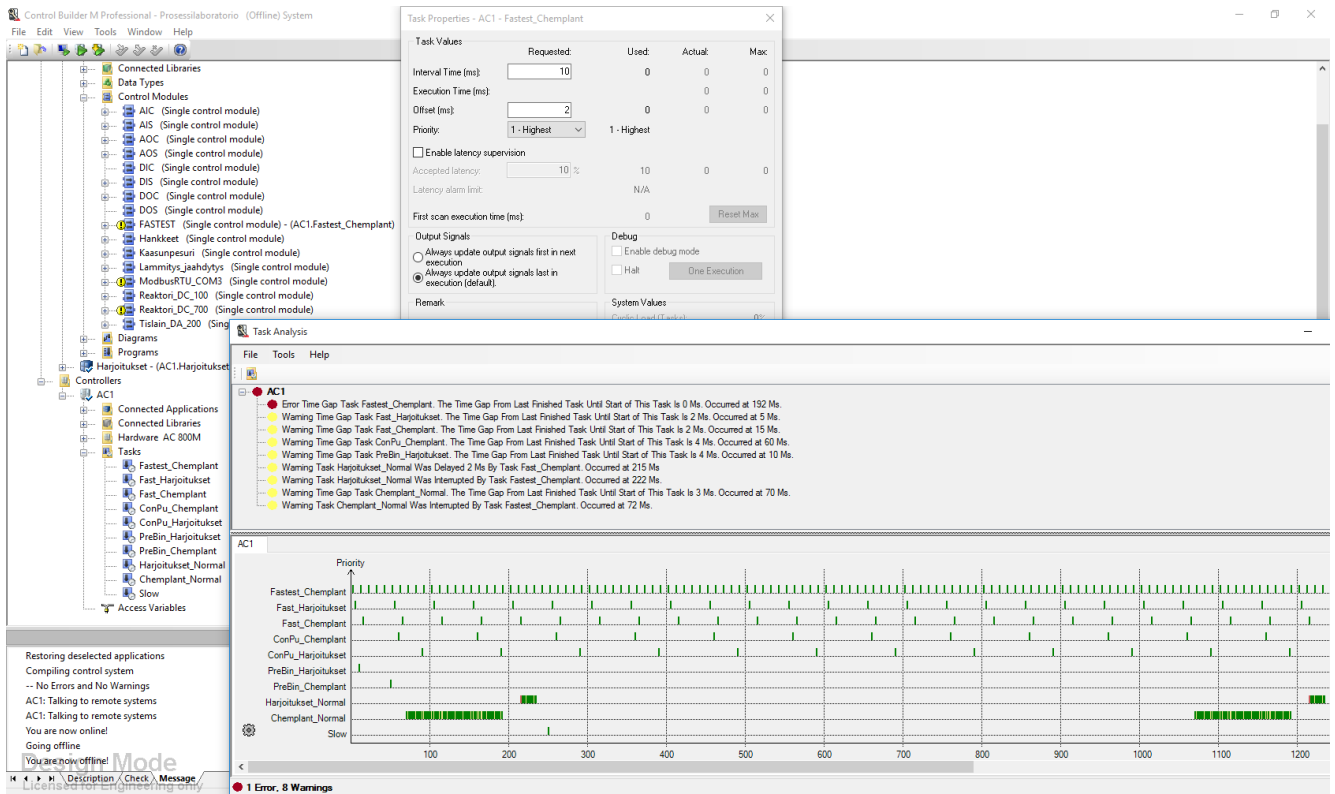 Control Builder M Professional - Prosessilaboratorio (Offline) System
File Edit View Tools Window Help
Connected Libraries
Data Types
Control Modules
AIC (Single control module)
AIS (Single control module)
AOC (Single control module)
AOS (Single control module)
DIC (Single control module)
DIS (Single control module)
DOC (Single control module)
DOS (Single control module)
FASTEST (Single control module) - (AC1.Fastest_Chemplant)
Hankkeet (Single control module)
Kaasunpesuri (Single control module)
Lammitys_jaahdytys (Single control module)
ModbusRTU_COM3 (Single control module)
Reaktori_DC_100 (Single control module)
Reaktori_DC_700 (Single control module)
Tislain_DA_200 (Sing
Diagrams
Programs
Harjoitukset - (AC1.Harjoitukset
Controllers
AC1
Connected Applications
Connected Libraries
Hardware AC 800M
Tasks
Fastest_Chemplant
Fast_Harjoitukset
Fast_Chemplant
ConPu_Chemplant
ConPu_Harjoitukset
PreBin_Harjoitukset
PreBin_Chemplant
Harjoitukset_Normal
Chemplant_Normal
Slow
Access Variables
Restoring deselected applications
Compiling control system
-- No Errors and No Warnings
AC1: Talking to remote systems
AC1: Talking to remote systems
You are now online!
Going offline
You are now offline!
Design Mode
Description Check Message
Licensed for Engineering only
Task Properties - AC1 - Fastest_Chemplant
Task Values
Requested: Used: Actual: Max:
Interval Time (ms): 10 0 0 0
Execution Time (ms): 0 0
Offset (ms): 2 0 0 0
Priority: 1 - Highest 1 - Highest
Enable latency supervision
Accepted latency: 10 % 10 0 0
Latency alarm limit: N/A
First scan execution time (ms): 0 Reset Max
Output Signals
Always update output signals first in next
execution
Always update output signals last in
execution (default).
Debug
Enable debug mode
Halt One Execution
Remark
System Values
Cyclic Load (Tasks): 0%
Task Analysis
File Tools Help
AC1
Error Time Gap Task Fastest_Chemplant. The Time Gap From Last Finished Task Until Start of This Task Is 0 Ms. Occurred at 192 Ms.
Warning Time Gap Task Fast_Harjoitukset. The Time Gap From Last Finished Task Until Start of This Task Is 2 Ms. Occurred at 5 Ms.
Warning Time Gap Task Fast_Chemplant. The Time Gap From Last Finished Task Until Start of This Task Is 2 Ms. Occurred at 15 Ms.
Warning Time Gap Task ConPu_Chemplant. The Time Gap From Last Finished Task Until Start of This Task Is 4 Ms. Occurred at 60 Ms.
Warning Time Gap Task PreBin_Harjoitukset. The Time Gap From Last Finished Task Until Start of This Task Is 4 Ms. Occurred at 10 Ms.
Warning Task Harjoitukset_Normal Was Delayed 2 Ms By Task Fast_Chemplant. Occurred at 215 Ms
Warning Task Harjoitukset_Normal Was Interrupted By Task Fastest_Chemplant. Occurred at 222 Ms.
Warning Time Gap Task Chemplant_Normal. The Time Gap From Last Finished Task Until Start of This Task Is 3 Ms. Occurred at 70 Ms.
Warning Task Chemplant_Normal Was Interrupted By Task Fastest_Chemplant. Occurred at 72 Ms.
AC1
Priority
Fastest_Chemplant
Fast_Harjoitukset
Fast_Chemplant
ConPu_Chemplant
ConPu_Harjoitukset
PreBin_Harjoitukset
PreBin_Chemplant
Harjoitukset_Normal
Chemplant_Normal
Slow
100 200 300 400 500 600 700 800 900 1000 1100 1200
1 Error, 8 Warnings